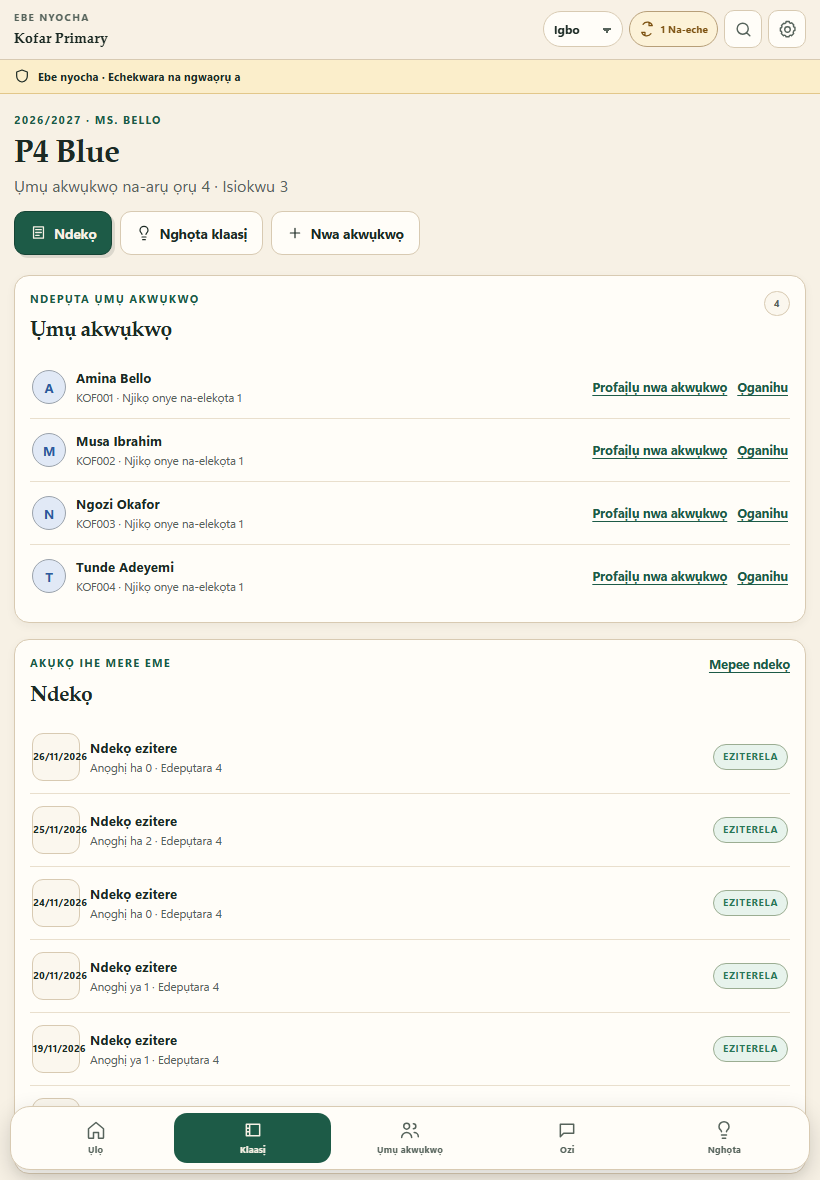 EBE NYOCHA
Kofar Primary
Igbo
1 Na-eche
Ebe nyocha · Echekwara na ngwaọrụ a
2026/2027 · MS. BELLO
P4 Blue
Ụmụ akwụkwọ na-arụ ọrụ 4 · Isiokwu 3
Ndekọ
Nghọta klaasị
Nwa akwụkwọ
NDEPỤTA ỤMỤ AKWỤKWỌ
4
Ụmụ akwụkwọ
A
Amina Bello
KOF001 · Njikọ onye na-elekọta 1
Profaịlụ nwa akwụkwọ Ọganihu
M
Musa Ibrahim
KOF002 · Njikọ onye na-elekọta 1
Profaịlụ nwa akwụkwọ Ọganihu
N
Ngozi Okafor
KOF003 · Njikọ onye na-elekọta 1
Profaịlụ nwa akwụkwọ Ọganihu
T
Tunde Adeyemi
KOF004 · Njikọ onye na-elekọta 1
Profaịlụ nwa akwụkwọ Ọganihu
AKỤKỌ IHE MERE EME
Mepee ndekọ
Ndekọ
26/11/2026
Ndekọ ezitere
Anọghị ha 0 · Edepụtara 4
EZITERELA
25/11/2026
Ndekọ ezitere
Anọghị ha 2 · Edepụtara 4
EZITERELA
24/11/2026
Ndekọ ezitere
Anọghị ha 0 · Edepụtara 4
EZITERELA
20/11/2026
Ndekọ ezitere
Anọghị ya 1 · Edepụtara 4
EZITERELA
19/11/2026
Ndekọ ezitere
Anọghị ya 1 · Edepụtara 4
EZITERELA
Ụlọ
Klaasị
Ụmụ akwụkwọ
Ozi
Nghọta